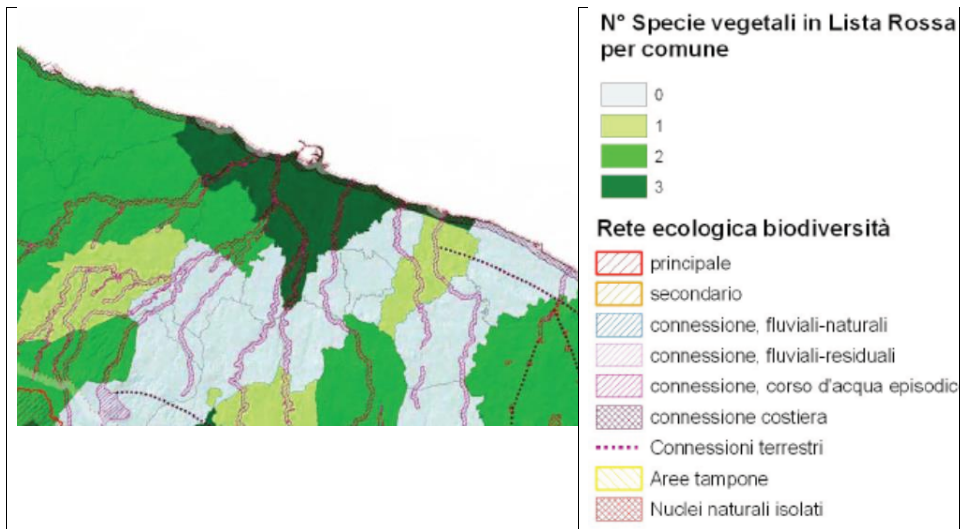 N° Specie vegetali in Lista Rossa
per comune
0
1
2
3
Rete ecologica biodiversità
principale
secondario
connessione, fluviali-naturali
connessione, fluviali-residuali
connessione, corso d'acqua episodic
connessione costiera
Connessioni terrestri
Aree tampone
Nuclei naturali isolati